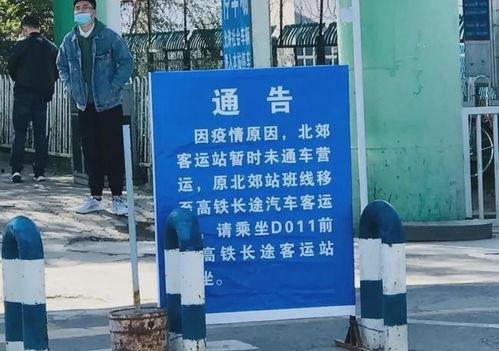 通告
因疫情原因，北郊
客运站暂时未通车营
运，原北郊站班线移
至高铁长途汽车客运
请乘坐D011前
高铁长途客运站
坐。